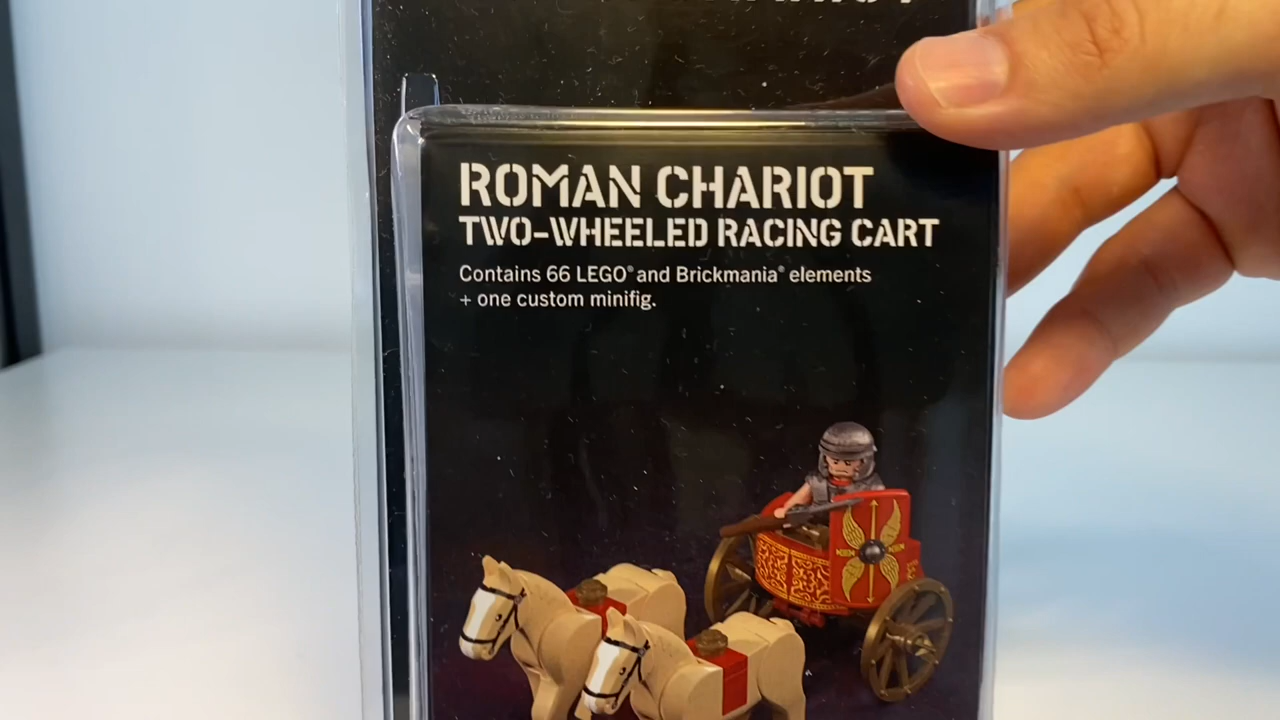 ROMAN CHARIOT
TWO-WHEELED RACING CART
Contains 66 LEGO® and Brickmania® elements
+ one custom minifig.